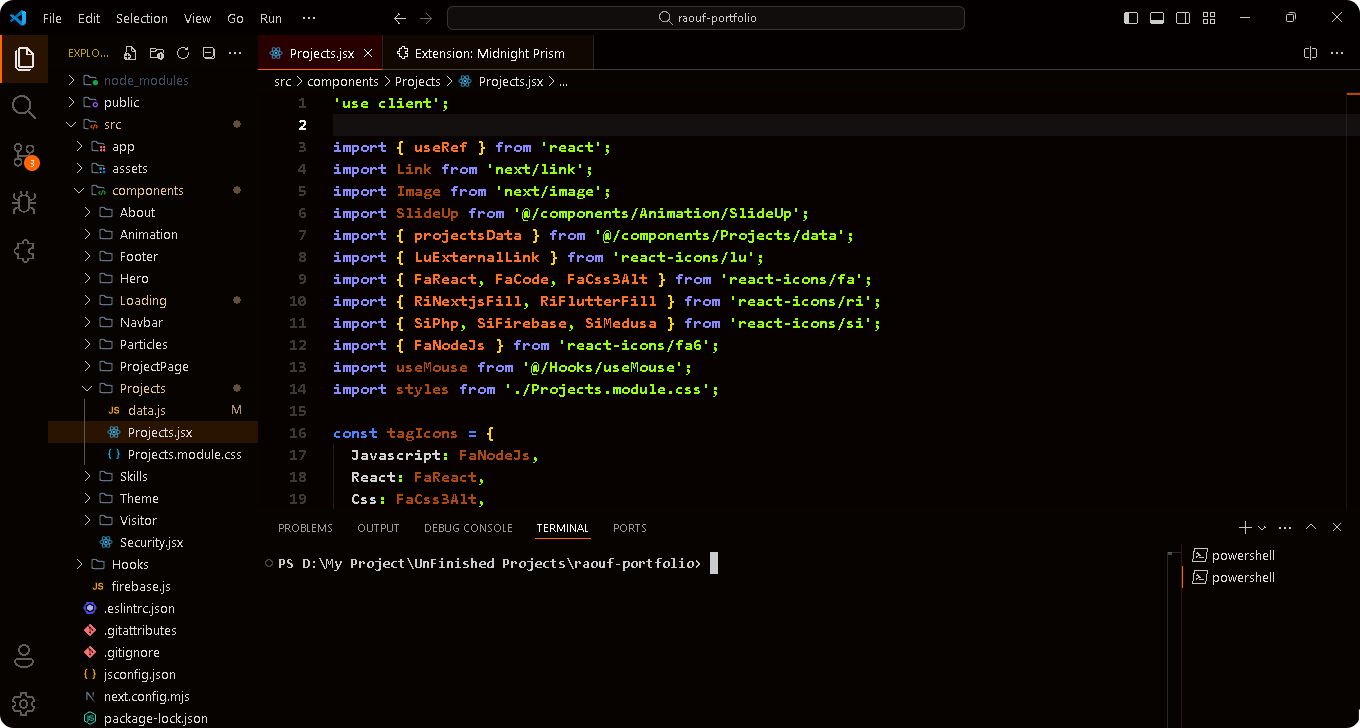 File Edit Selection View Go Run ···
raouf-portfolio
EXPLO...
Projects.jsx
Extension: Midnight Prism
node_modules
public
src
app
assets
components
About
Animation
Footer
Hero
Loading
Navbar
Particles
ProjectPage
Projects
JS data.js M
Projects.jsx
Projects.module.css
Skills
Theme
Visitor
Security.jsx
Hooks
JS firebase.js
.eslintrc.json
.gitattributes
.gitignore
jsconfig.json
next.config.mjs
package-lock.json
3
src > components > Projects > Projects.jsx > ...
1 'use client';
2
3 import { useRef } from 'react';
4 import Link from 'next/link';
5 import Image from 'next/image';
6 import SlideUp from '@/components/Animation/SlideUp';
7 import { projectsData } from '@/components/Projects/data';
8 import { LuExternalLink } from 'react-icons/lu';
9 import { FaReact, FaCode, FaCss3Alt } from 'react-icons/fa';
10 import { RiNextjsFill, RiFlutterFill } from 'react-icons/ri';
11 import { SiPhp, SiFirebase, SiMedusa } from 'react-icons/si';
12 import { FaNodeJs } from 'react-icons/fa6';
13 import useMouse from '@/Hooks/useMouse';
14 import styles from './Projects.module.css';
15
16 const tagIcons = {
17 Javascript: FaNodeJs,
18 React: FaReact,
19 Css: FaCss3Alt,
PROBLEMS OUTPUT DEBUG CONSOLE TERMINAL PORTS
PS D:\My Project\UnFinished Projects\raouf-portfolio>
powershell
powershell